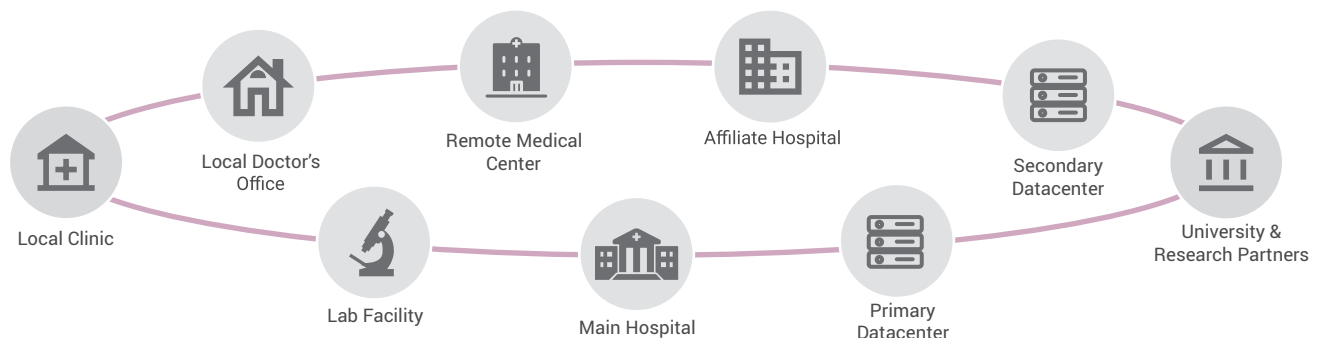 Local Clinic
Local Doctor's
Office
Remote Medical
Center
Affiliate Hospital
Secondary
Datacenter
University &
Research Partners
Lab Facility
Main Hospital
Primary
Datacenter